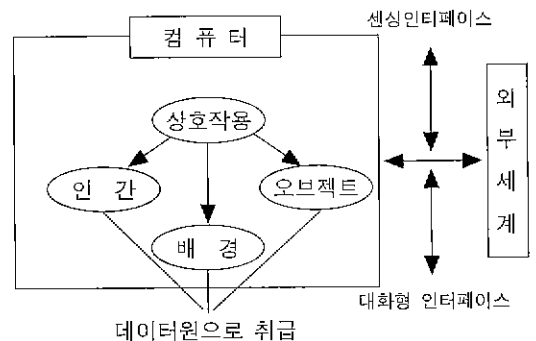 센싱인터페이스
컴퓨터
외부세계
상호작용
인간
오브젝트
배경
대화형 인터페이스
데이터원으로 취급